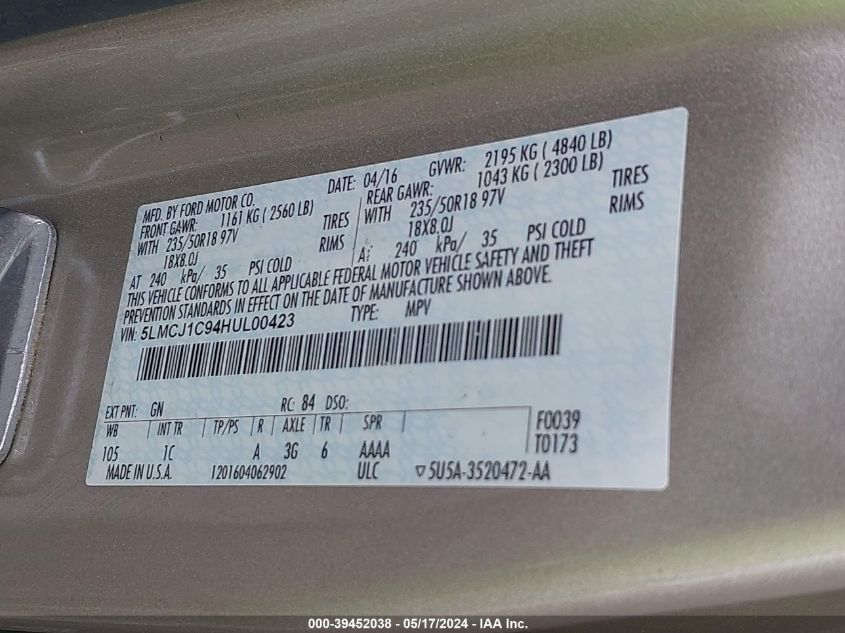 MFD. BY FORD MOTOR CO. DATE: 04/16 GVWR: 2195 KG ( 4840 LB)
FRONT GAWR: 1161 KG ( 2560 LB) REAR GAWR: 1043 KG ( 2300 LB)
WITH 235/50R18 97V TIRES WITH 235/50R18 97V TIRES
18X8.0J RIMS 18X8.0J RIMS
AT 240 kPa/ 35 PSI COLD A: 240 kPa/ 35 PSI COLD
THIS VEHICLE CONFORMS TO ALL APPLICABLE FEDERAL MOTOR VEHICLE SAFETY AND THEFT
PREVENTION STANDARDS IN EFFECT ON THE DATE OF MANUFACTURE SHOWN ABOVE.
VIN: 5LMCJ1C94HUL00423 TYPE: MPV
EXT PNT: GN RC: 84 DSO:
WB INT TR TP/PS R AXLE TR SPR F0039
105 1C A 3G 6 AAAA T0173
MADE IN U.S.A. 1201604062902 ULC ▽5U5A-3520472-AA
000-39452038 - 05/17/2024 - IAA Inc.